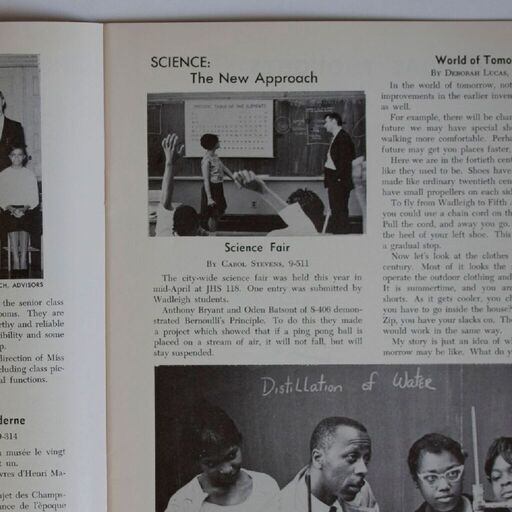 CH, ADVISORS
the senior class
They are
rthy and reliable
ibility and some
p.
direction of Miss
cluding class pic-
al functions.
derne
9-314
musée le vingt
t un.
vres d'Henri Ma-
ujet des Champs-
ance de l'époque
SCIENCE:
The New Approach
PERIODIC TABLE OF THE ELEMENTS
Science Fair
BY CAROL STEVENS, 9-511
The city-wide science fair was held this year in
mid-April at JHS 118. One entry was submitted by
Wadleigh students.
Anthony Bryant and Oden Batsont of S-406 demon-
strated Bernoulli's Principle. To do this they made
a project which showed that if a ping pong ball is
placed on a stream of air, it will not fall, but will
stay suspended.
Distillation of Water
World of Tomo
BY DEBORAH LUCAS,
In the world of tomorrow, not
improvements in the earlier inven
as well.
For example, there will be chan
future we may have special sho
walking more comfortable. Perha
future may get you places faster.
Here we are in the fortieth cent
like they used to be. Shoes have
made like ordinary twentieth cen
have small propellers on each sid
To fly from Wadleigh to Fifth
you could use a chain cord on th
Pull the cord, and away you go.
the heel of your left shoe. This
a gradual stop.
Now let's look at the clothes
century. Most of it looks the
operate the outdoor clothing and
It is summertime, and you are
shorts. As it gets cooler, you ch
you have to go inside the house?
Zip, you have your slacks on. The
would work in the same way.
My story is just an idea of w
morrow may be like. What do y